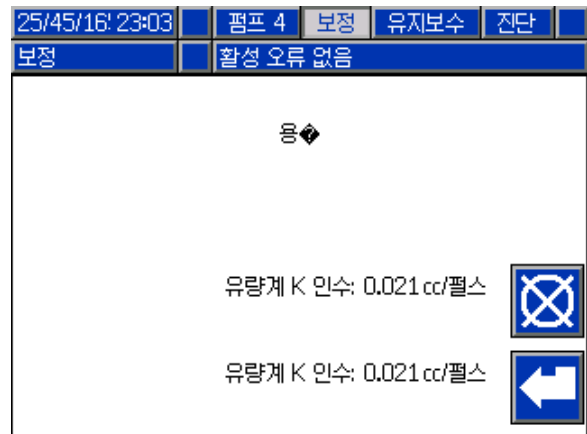 25/45/16' 23:03 펌프 4 보정 유지보수 진단
보정 활성 오류 없음
용�
유량계 K 인수: 0.021 cc/펄스
유량계 K 인수: 0.021 cc/펄스